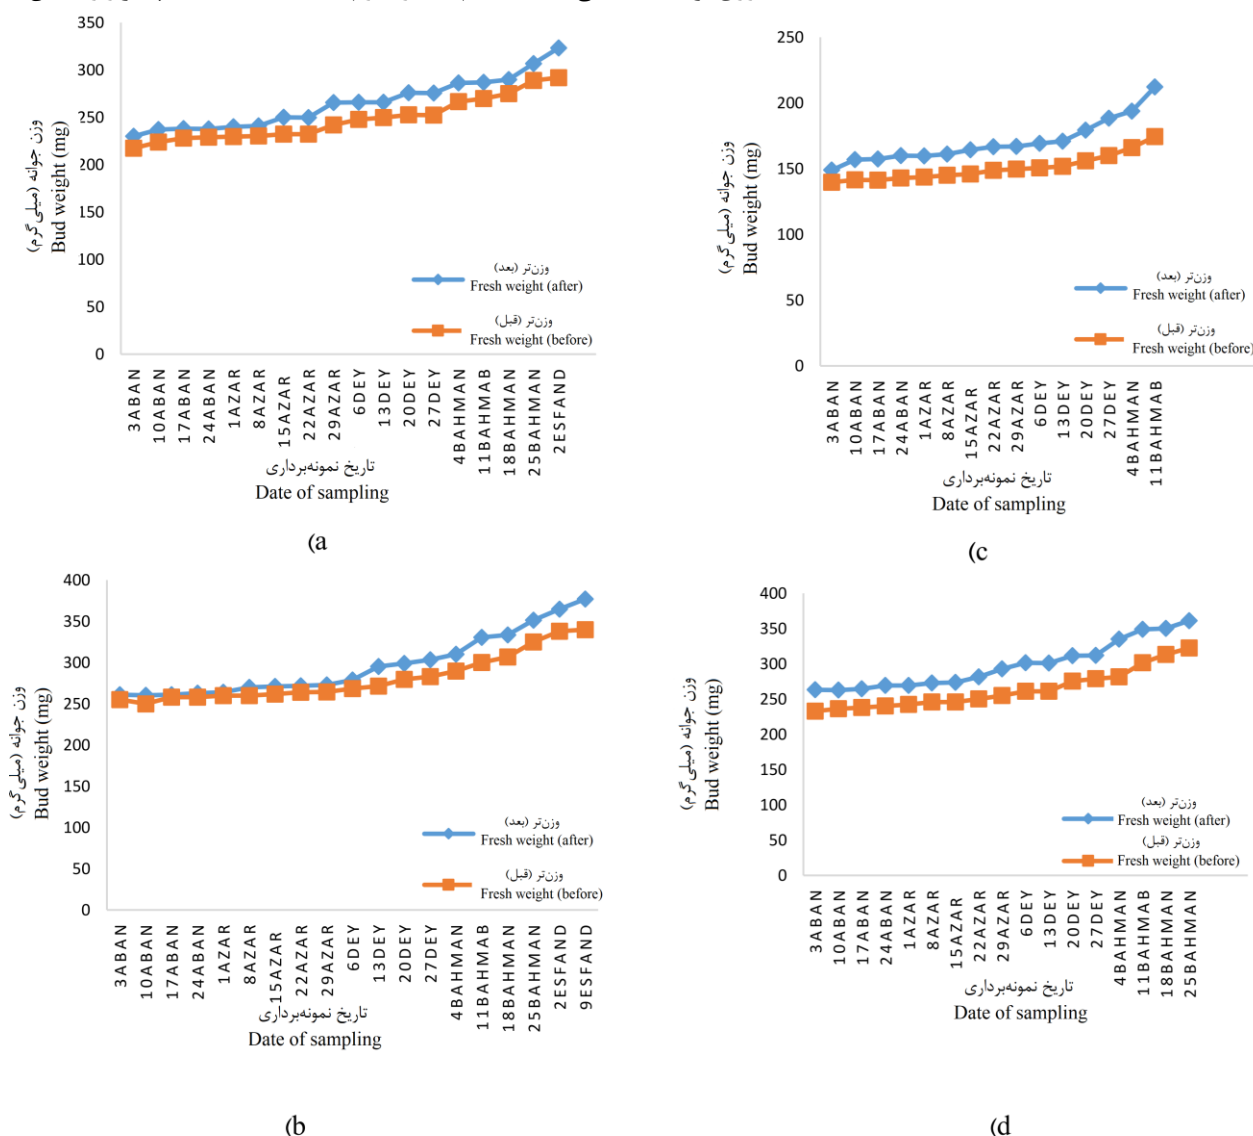 350
300
250
200
150
100
50
0
وزن جوانه (میلی‌گرم)
Bud weight (mg)
وزن‌تر (بعد)
Fresh weight (after)
وزن‌تر (قبل)
Fresh weight (before)
3ABAN
10ABAN
17ABAN
24ABAN
1AZAR
8AZAR
15AZAR
22AZAR
29AZAR
6DEY
13DEY
20DEY
27DEY
4BAHMAN
11BAHMAB
18BAHMAN
25BAHMAN
2ESFAND
تاریخ نمونه‌برداری
Date of sampling
(a
250
200
150
100
50
0
وزن جوانه (میلی‌گرم)
Bud weight (mg)
وزن‌تر (بعد)
Fresh weight (after)
وزن‌تر (قبل)
Fresh weight (before)
3ABAN
10ABAN
17ABAN
24ABAN
1AZAR
8AZAR
15AZAR
22AZAR
29AZAR
6DEY
13DEY
20DEY
27DEY
4BAHMAN
11BAHMAB
تاریخ نمونه‌برداری
Date of sampling
(c
400
350
300
250
200
150
100
50
0
وزن جوانه (میلی‌گرم)
Bud weight (mg)
وزن‌تر (بعد)
Fresh weight (after)
وزن‌تر (قبل)
Fresh weight (before)
3ABAN
10ABAN
17ABAN
24ABAN
1AZAR
8AZAR
15AZAR
22AZAR
29AZAR
6DEY
13DEY
20DEY
27DEY
4BAHMAN
11BAHMAB
18BAHMAN
25BAHMAN
2ESFAND
9ESFAND
تاریخ نمونه‌برداری
Date of sampling
(b
400
350
300
250
200
150
100
50
0
وزن جوانه (میلی‌گرم)
Bud weight (mg)
وزن‌تر (بعد)
Fresh weight (after)
وزن‌تر (قبل)
Fresh weight (before)
3ABAN
10ABAN
17ABAN
24ABAN
1AZAR
8AZAR
15AZAR
22AZAR
29AZAR
6DEY
13DEY
20DEY
27DEY
4BAHMAN
11BAHMAB
18BAHMAN
25BAHMAN
تاریخ نمونه‌برداری
Date of sampling
(d